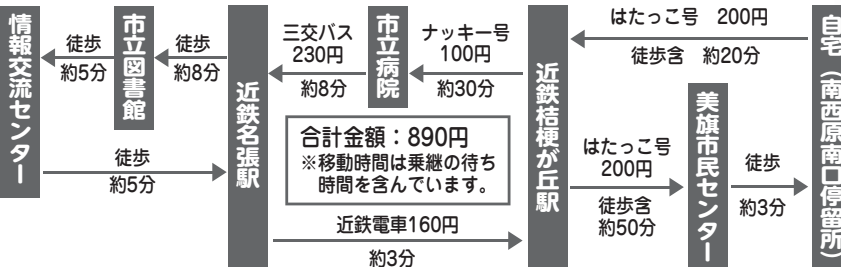 情報交流センター
徒歩
約5分
市立図書館
徒歩
約8分
近鉄名張駅
三交バス
230円
約8分
市立病院
ナッキー号
100円
約30分
近鉄桔梗が丘駅
はたっこ号　200円
徒歩含　約20分
自宅（南西原南口停留所）
徒歩
約5分
合計金額：890円
※移動時間は乗継の待ち
時間を含んでいます。
近鉄電車160円
約3分
はたっこ号
200円
徒歩含
約50分
美旗市民センター
徒歩
約3分